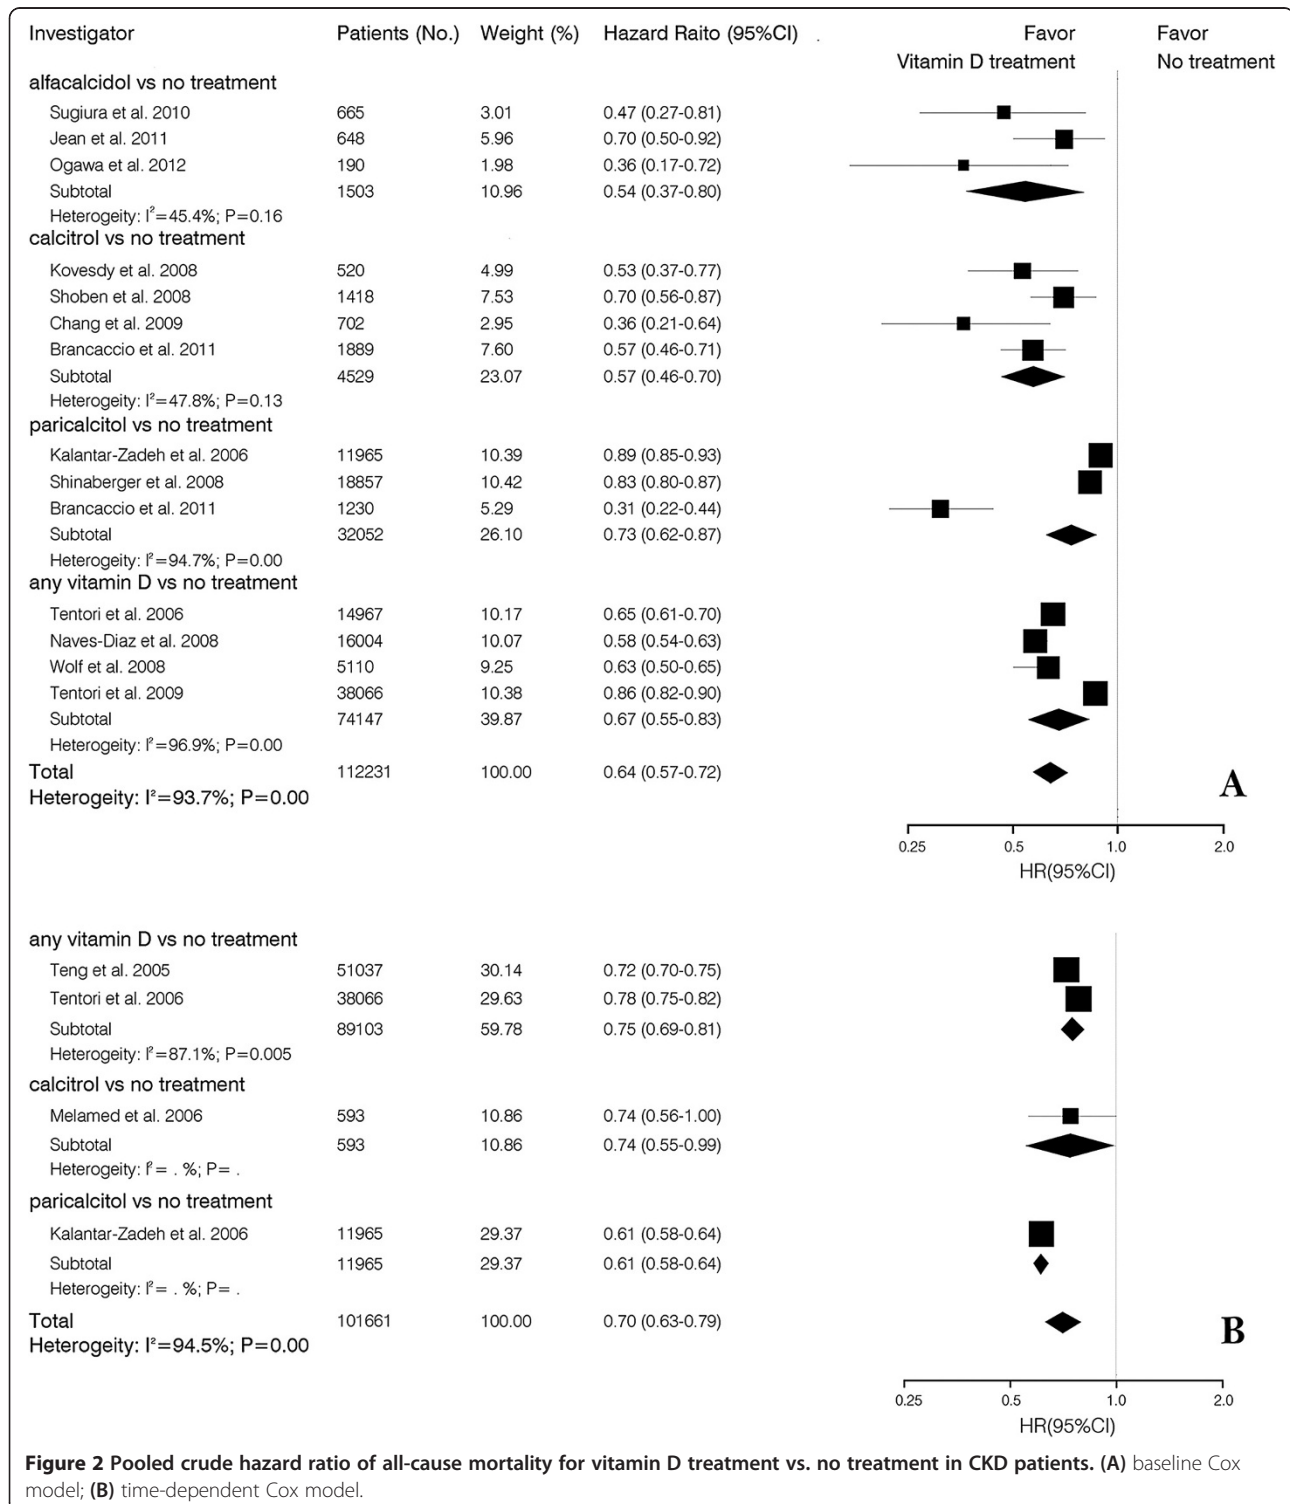 Investigator Patients (No.) Weight (%) Hazard Raito (95%CI) . Favor Favor
Vitamin D treatment No treatment
alfacalcidol vs no treatment
Sugiura et al. 2010 665 3.01 0.47 (0.27-0.81)
Jean et al. 2011 648 5.96 0.70 (0.50-0.92)
Ogawa et al. 2012 190 1.98 0.36 (0.17-0.72)
Subtotal 1503 10.96 0.54 (0.37-0.80)
Heterogeity: I²=45.4%; P=0.16
calcitrol vs no treatment
Kovesdy et al. 2008 520 4.99 0.53 (0.37-0.77)
Shoben et al. 2008 1418 7.53 0.70 (0.56-0.87)
Chang et al. 2009 702 2.95 0.36 (0.21-0.64)
Brancaccio et al. 2011 1889 7.60 0.57 (0.46-0.71)
Subtotal 4529 23.07 0.57 (0.46-0.70)
Heterogeity: I²=47.8%; P=0.13
paricalcitol vs no treatment
Kalantar-Zadeh et al. 2006 11965 10.39 0.89 (0.85-0.93)
Shinaberger et al. 2008 18857 10.42 0.83 (0.80-0.87)
Brancaccio et al. 2011 1230 5.29 0.31 (0.22-0.44)
Subtotal 32052 26.10 0.73 (0.62-0.87)
Heterogeity: I²=94.7%; P=0.00
any vitamin D vs no treatment
Tentori et al. 2006 14967 10.17 0.65 (0.61-0.70)
Naves-Diaz et al. 2008 16004 10.07 0.58 (0.54-0.63)
Wolf et al. 2008 5110 9.25 0.63 (0.50-0.65)
Tentori et al. 2009 38066 10.38 0.86 (0.82-0.90)
Subtotal 74147 39.87 0.67 (0.55-0.83)
Heterogeity: I²=96.9%; P=0.00
Total 112231 100.00 0.64 (0.57-0.72)
Heterogeity: I²=93.7%; P=0.00
A
0.25 0.5 1.0 2.0
HR(95%CI)
any vitamin D vs no treatment
Teng et al. 2005 51037 30.14 0.72 (0.70-0.75)
Tentori et al. 2006 38066 29.63 0.78 (0.75-0.82)
Subtotal 89103 59.78 0.75 (0.69-0.81)
Heterogeity: I²=87.1%; P=0.005
calcitrol vs no treatment
Melamed et al. 2006 593 10.86 0.74 (0.56-1.00)
Subtotal 593 10.86 0.74 (0.55-0.99)
Heterogeity: I²= . %; P= .
paricalcitol vs no treatment
Kalantar-Zadeh et al. 2006 11965 29.37 0.61 (0.58-0.64)
Subtotal 11965 29.37 0.61 (0.58-0.64)
Heterogeity: I²= . %; P= .
Total 101661 100.00 0.70 (0.63-0.79)
Heterogeity: I²=94.5%; P=0.00
B
0.25 0.5 1.0 2.0
HR(95%CI)
Figure 2 Pooled crude hazard ratio of all-cause mortality for vitamin D treatment vs. no treatment in CKD patients. (A) baseline Cox
model; (B) time-dependent Cox model.